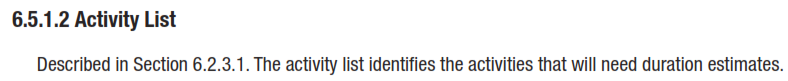 6.5.1.2 Activity List
Described in Section 6.2.3.1. The activity list identifies the activities that will need duration estimates.